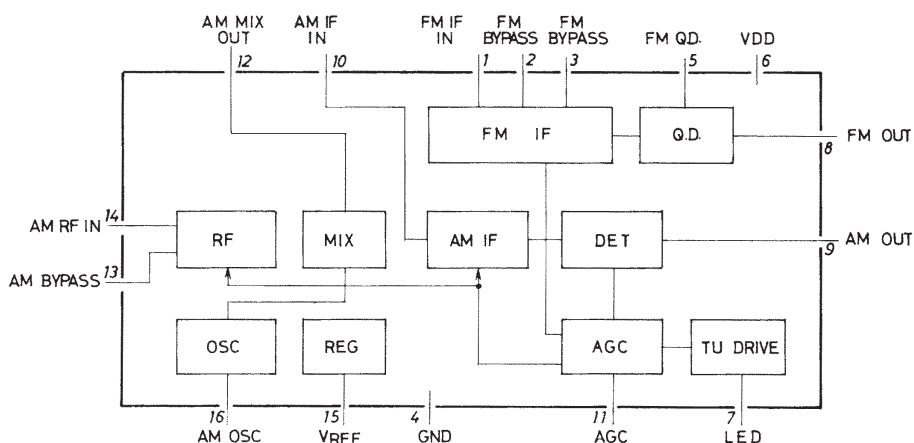 AM MIX OUT
12
AM IF IN
10
FM IF IN
1
FM BYPASS
2
FM BYPASS
3
FM Q.D.
5
VDD
6
FM IF
Q.D.
8
FM OUT
AM RF IN
14
RF
MIX
AM IF
DET
AM OUT
9
AM BYPASS
13
OSC
REG
AGC
TU DRIVE
16
AM OSC
15
VREF
4
GND
11
AGC
7
LED